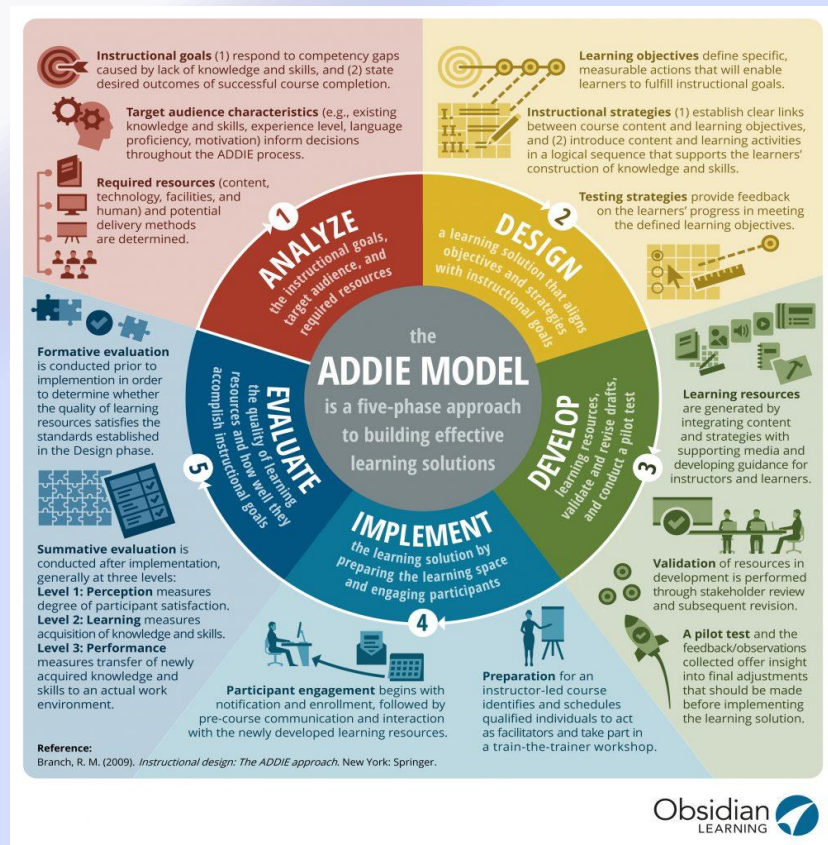 Instructional goals (1) respond to competency gaps
caused by lack of knowledge and skills, and (2) state
desired outcomes of successful course completion.
Target audience characteristics (e.g., existing
knowledge and skills, experience level, language
proficiency, motivation) inform decisions
throughout the ADDIE process.
Required resources (content,
technology, facilities, and
human) and potential
delivery methods
are determined.
1
ANALYZE
the instructional goals,
target audience, and
required resources
Learning objectives define specific,
measurable actions that will enable
learners to fulfill instructional goals.
I.
II.
III.
Instructional strategies (1) establish clear links
between course content and learning objectives,
and (2) introduce content and learning activities
in a logical sequence that supports the learners'
construction of knowledge and skills.
Testing strategies provide feedback
on the learners' progress in meeting
the defined learning objectives.
2
DESIGN
a learning solution that aligns
objectives and strategies
with instructional goals
the
ADDIE MODEL
is a five-phase approach
to building effective
learning solutions
3
DEVELOP
learning resources,
validate and revise drafts,
and conduct a pilot test
Learning resources
are generated by
integrating content
and strategies with
supporting media and
developing guidance for
instructors and learners.
Validation of resources in
development is performed
through stakeholder review
and subsequent revision.
A pilot test and the
feedback/observations
collected offer insight
into final adjustments
that should be made
before implementing
the learning solution.
4
IMPLEMENT
the learning solution by
preparing the learning space
and engaging participants
Participant engagement begins with
notification and enrollment, followed by
pre-course communication and interaction
with the newly developed learning resources.
Preparation for an
instructor-led course
identifies and schedules
qualified individuals to act
as facilitators and take part in
a train-the-trainer workshop.
5
EVALUATE
the quality of learning
resources and how well they
accomplish instructional goals
Formative evaluation
is conducted prior to
implemention in order
to determine whether
the quality of learning
resources satisfies the
standards established
in the Design phase.
Summative evaluation is
conducted after implementation,
generally at three levels:
Level 1: Perception measures
degree of participant satisfaction.
Level 2: Learning measures
acquisition of knowledge and skills.
Level 3: Performance
measures transfer of newly
acquired knowledge and
skills to an actual work
environment.
Reference:
Branch, R. M. (2009). Instructional design: The ADDIE approach. New York: Springer.
Obsidian
LEARNING